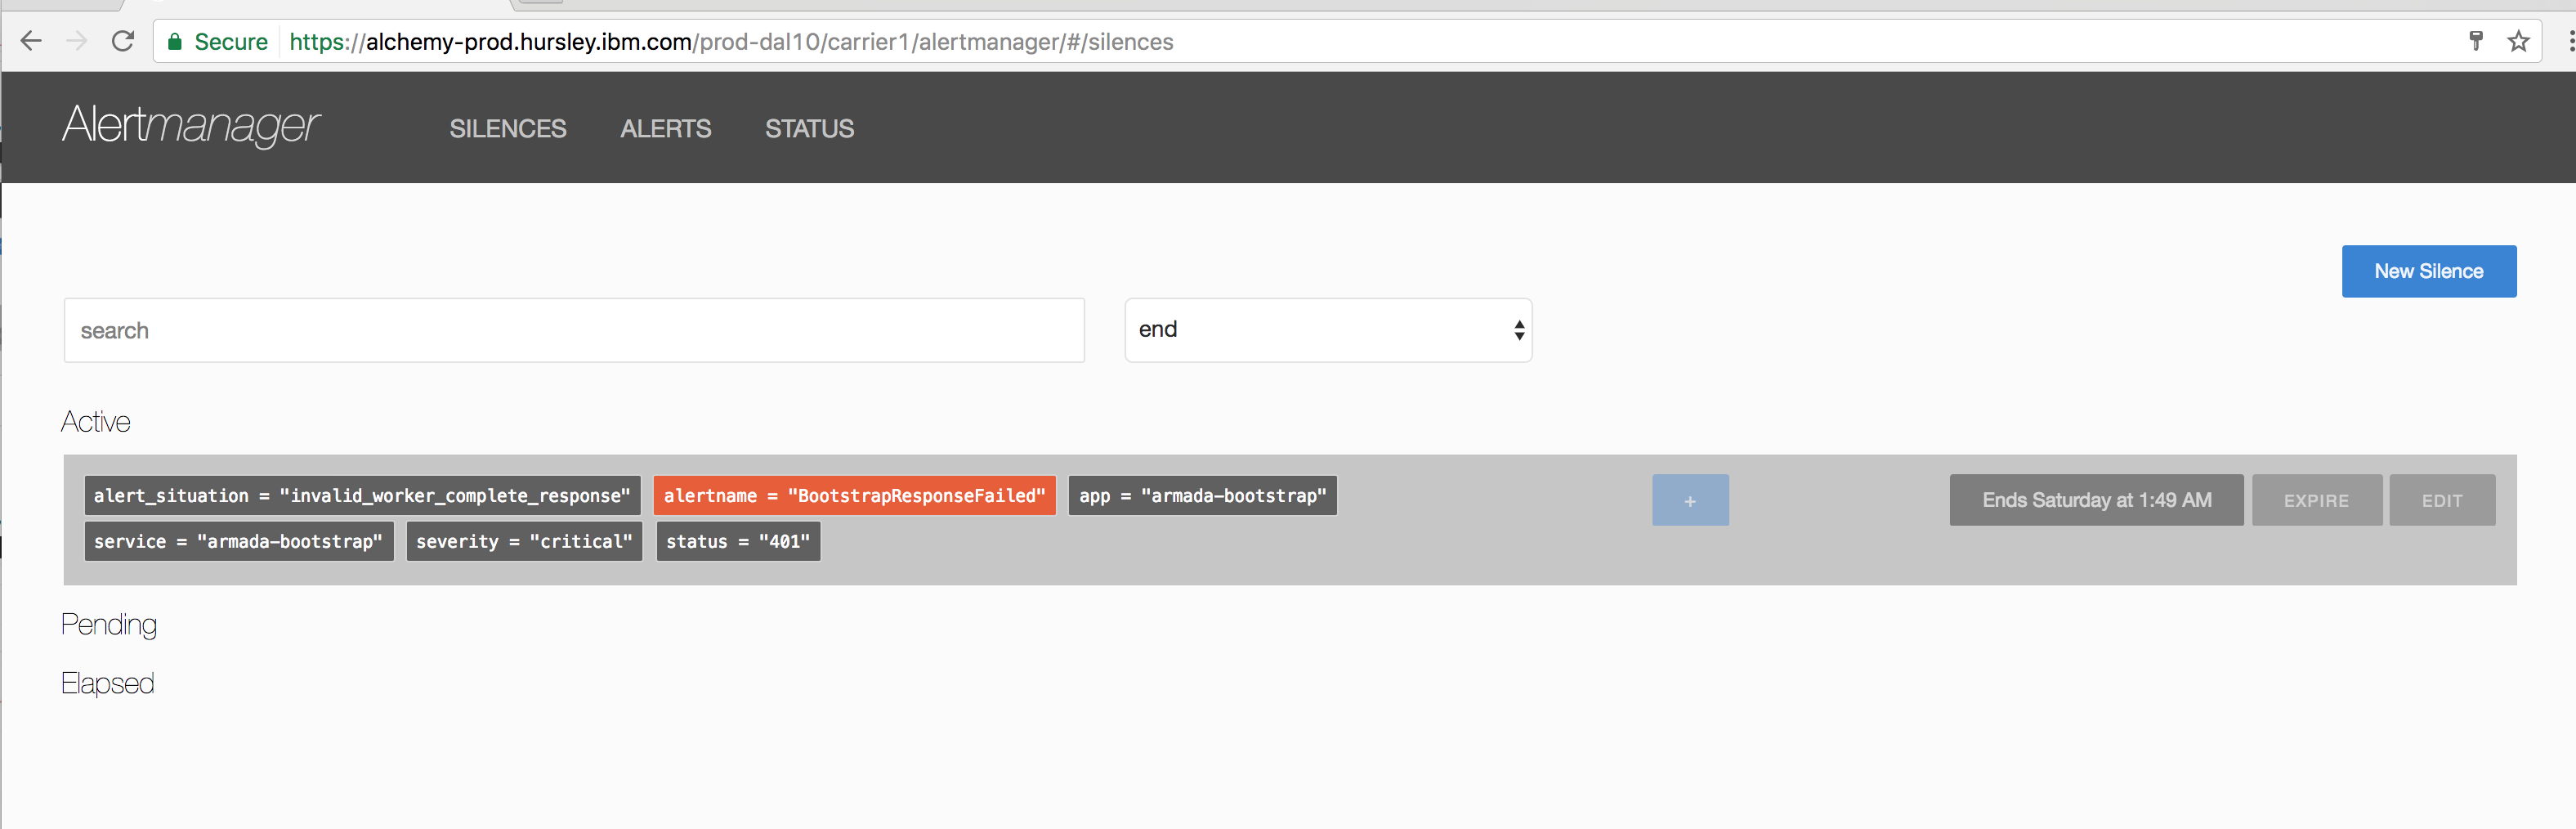 Secure https://alchemy-prod.hursley.ibm.com/prod-dal10/carrier1/alertmanager/#/silences
Alertmanager SILENCES ALERTS STATUS
New Silence
search end
Active
alert_situation = "invalid_worker_complete_response" alertname = "BootstrapResponseFailed" app = "armada-bootstrap" + Ends Saturday at 1:49 AM EXPIRE EDIT
service = "armada-bootstrap" severity = "critical" status = "401"
Pending
Elapsed